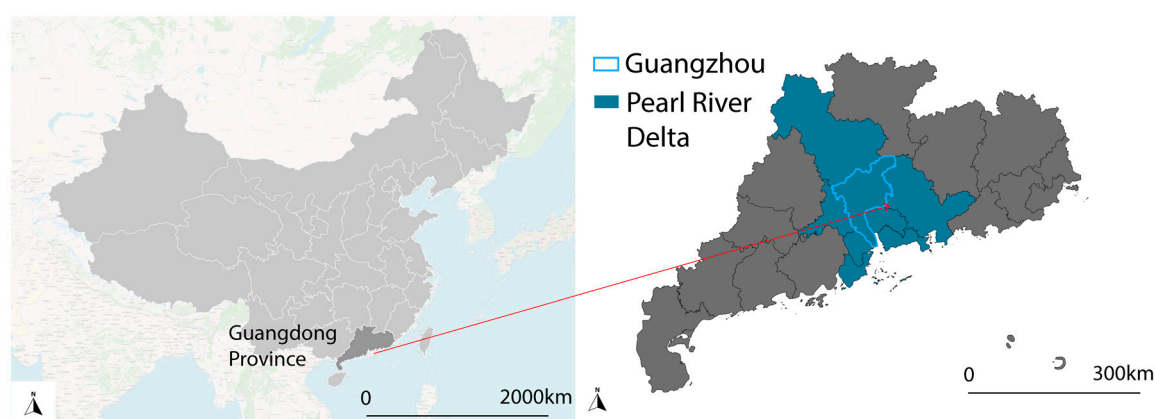 Guangdong
Province
N
0
2000km
Guangzhou
Pearl River
Delta
N
0
300km